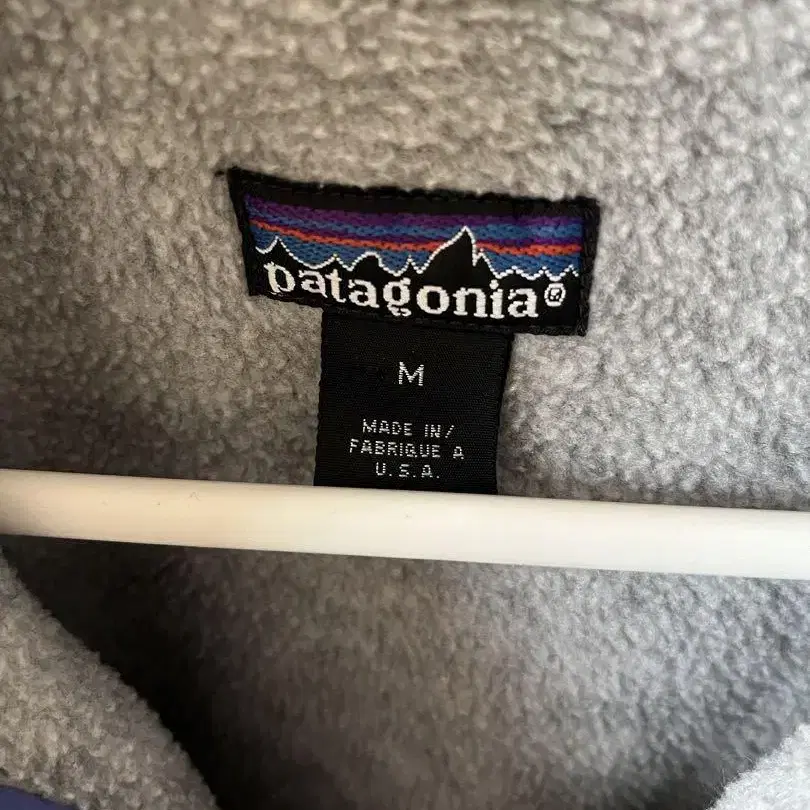 patagonia®
M
MADE IN/
FABRIQUE A
U.S.A.